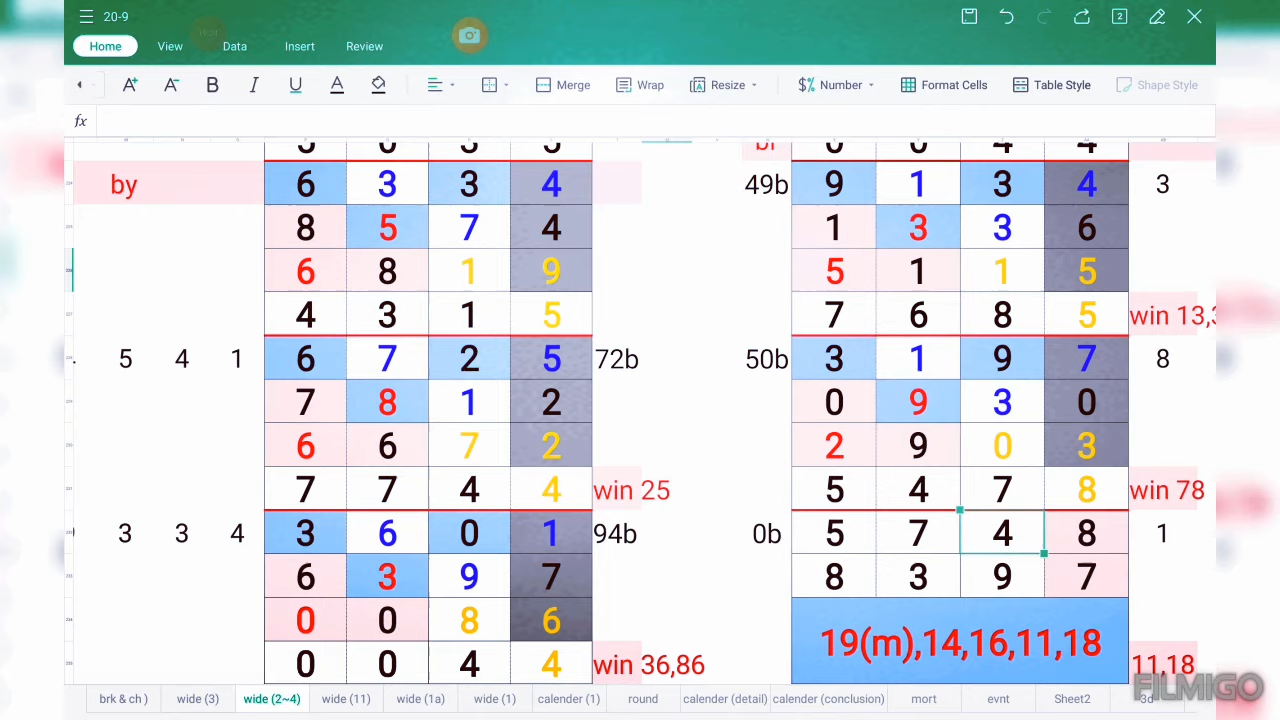 20-9
2
Home View Data Insert Review
B I U A Merge Wrap Resize $% Number Format Cells Table Style Shape Style
fx
by 6 3 3 4 49b 9 1 3 4 3
8 5 7 4 1 3 3 6
6 8 1 9 5 1 1 5
4 3 1 5 7 6 8 5 win 13,
5 4 1 6 7 2 5 72b 50b 3 1 9 7 8
7 8 1 2 0 9 3 0
6 6 7 2 2 9 0 3
7 7 4 4 win 25 5 4 7 8 win 78
3 3 4 3 6 0 1 94b 0b 5 7 4 8 1
6 3 9 7 8 3 9 7
0 0 8 6 19(m),14,16,11,18
0 0 4 4 win 36,86 11,18
brk & ch ) wide (3) wide (2~4) wide (11) wide (1a) wide (1) calender (1) round calender (detail) calender (conclusion) mort evnt Sheet2 3d
FILMIGO